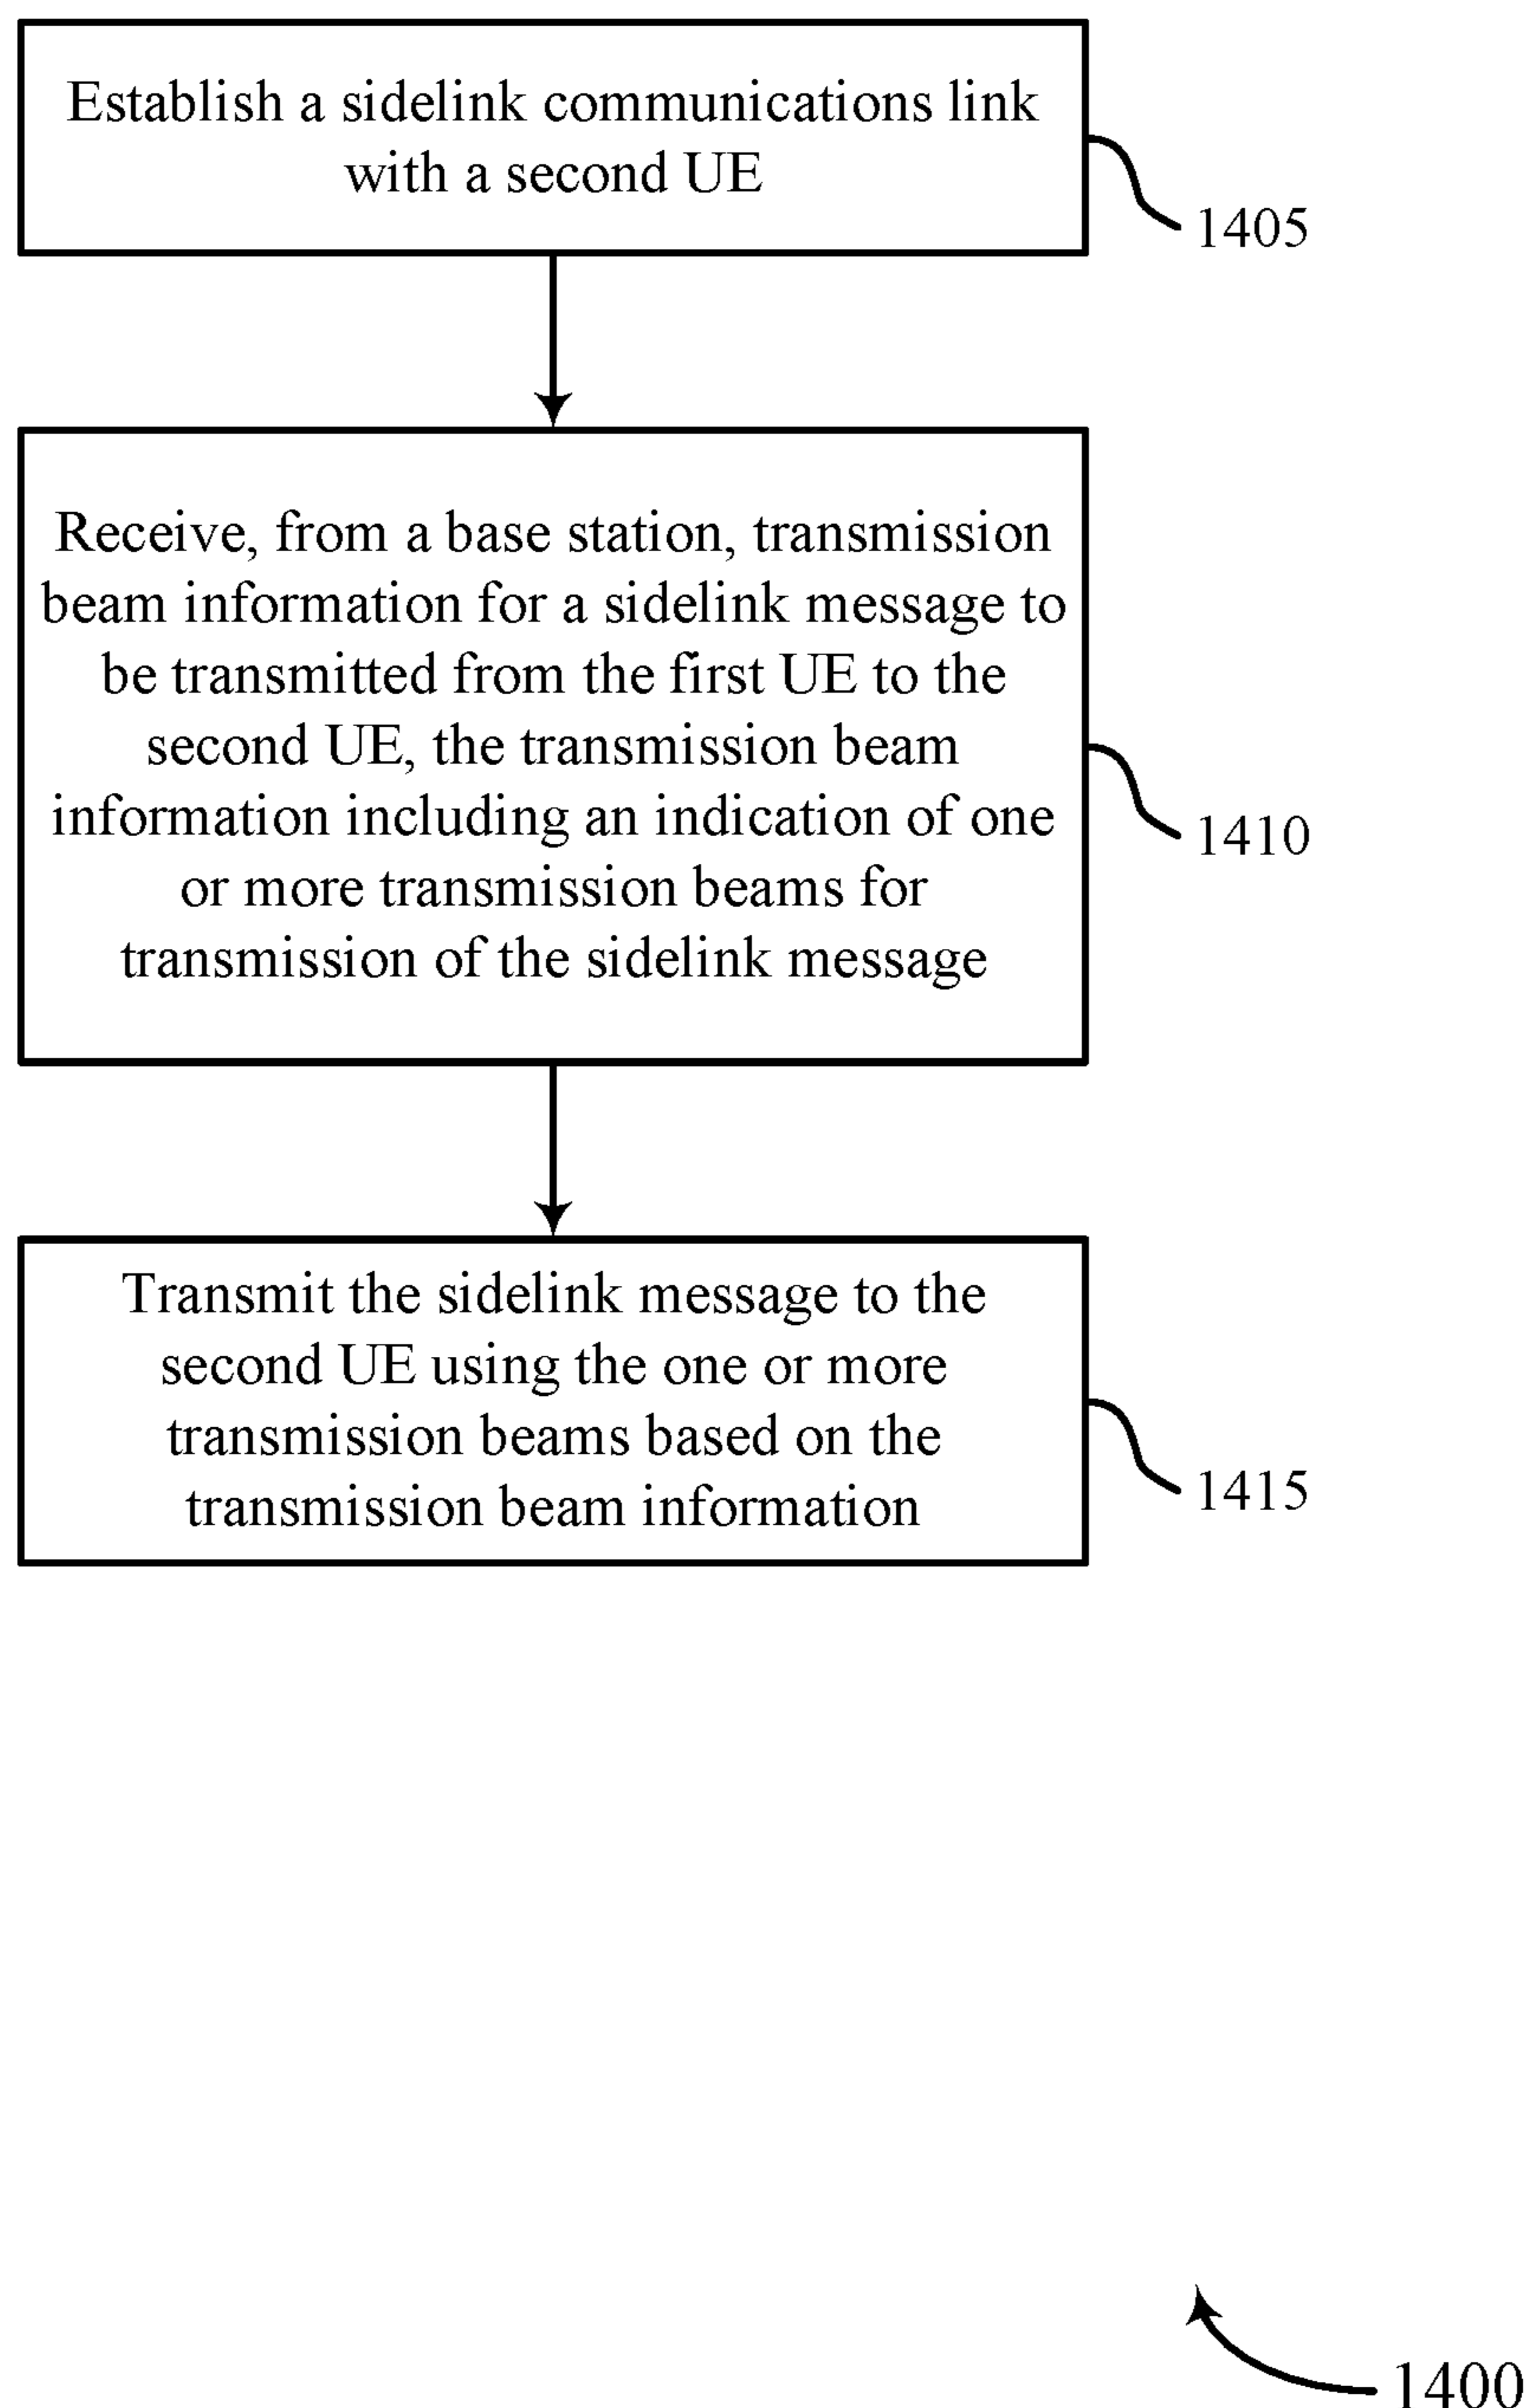 Establish a sidelink communications link
with a second UE
1405
Receive, from a base station, transmission
beam information for a sidelink message to
be transmitted from the first UE to the
second UE, the transmission beam
information including an indication of one
or more transmission beams for
transmission of the sidelink message
1410
Transmit the sidelink message to the
second UE using the one or more
transmission beams based on the
transmission beam information
1415
1400